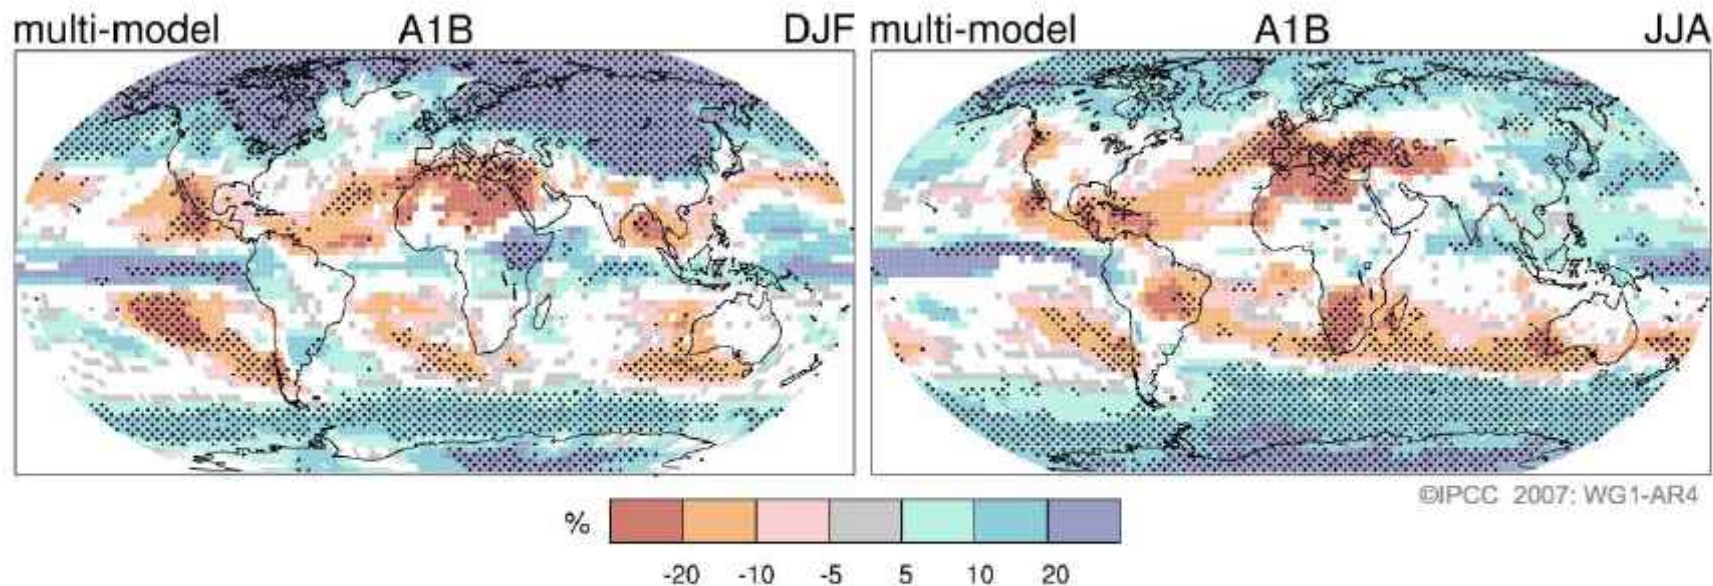 multi-model A1B DJF
multi-model A1B JJA
©IPCC 2007: WG1-AR4
%
-20 -10 -5 5 10 20